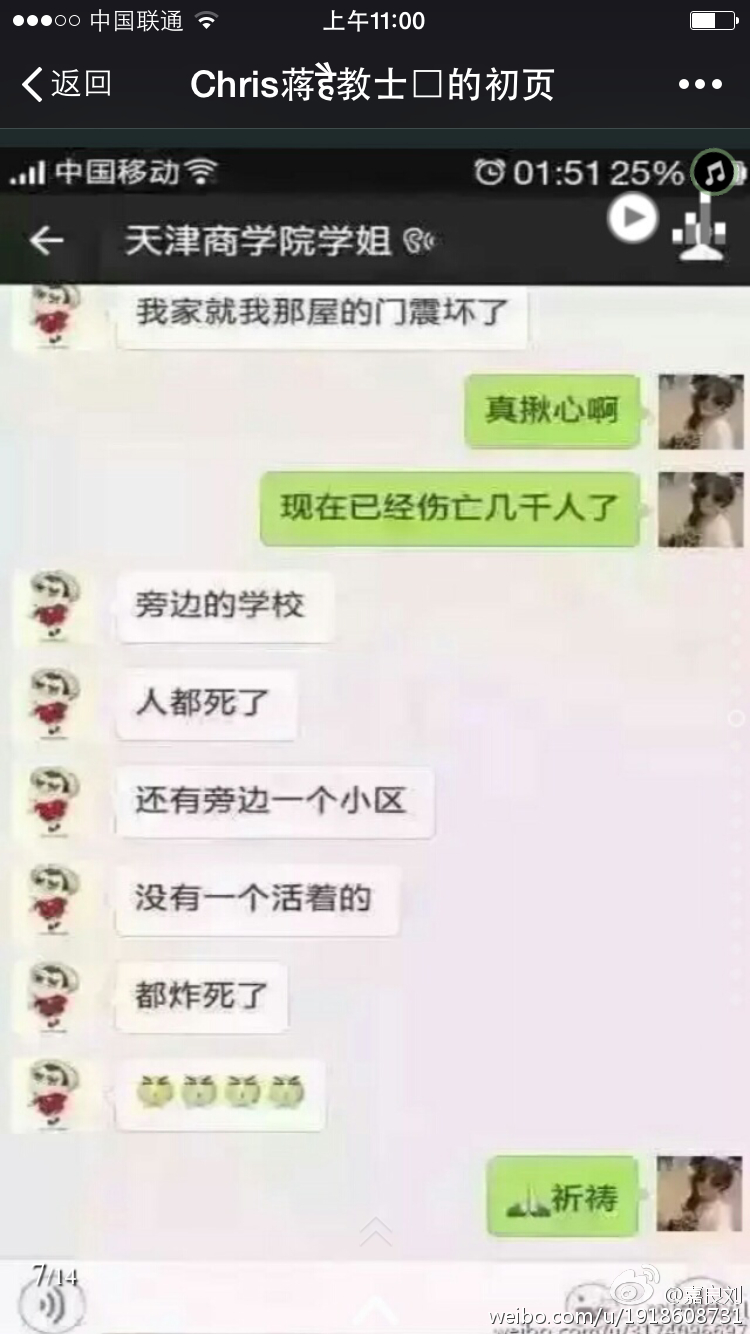 中国联通 上午11:00
返回 Chris蒋 教士□的初页
中国移动 01:51 25%
天津商学院学姐
我家就我那屋的门震坏了
真揪心啊
现在已经伤亡几千人了
旁边的学校
人都死了
还有旁边一个小区
没有一个活着的
都炸死了
🙏祈祷
7/14
@嘉良刘
weibo.com/u/1918608731